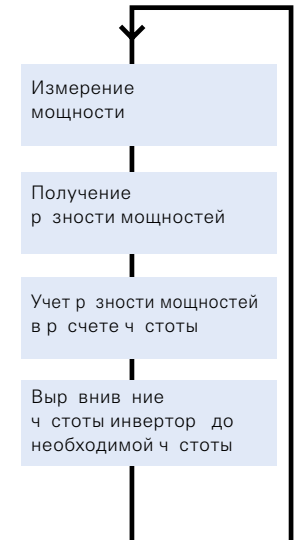 Измерение
мощности
Получение
р зности мощностей
Учет р зности мощностей
в р счете ч стоты
Выр внив ние
ч стоты инвертор до
необходимой ч стоты